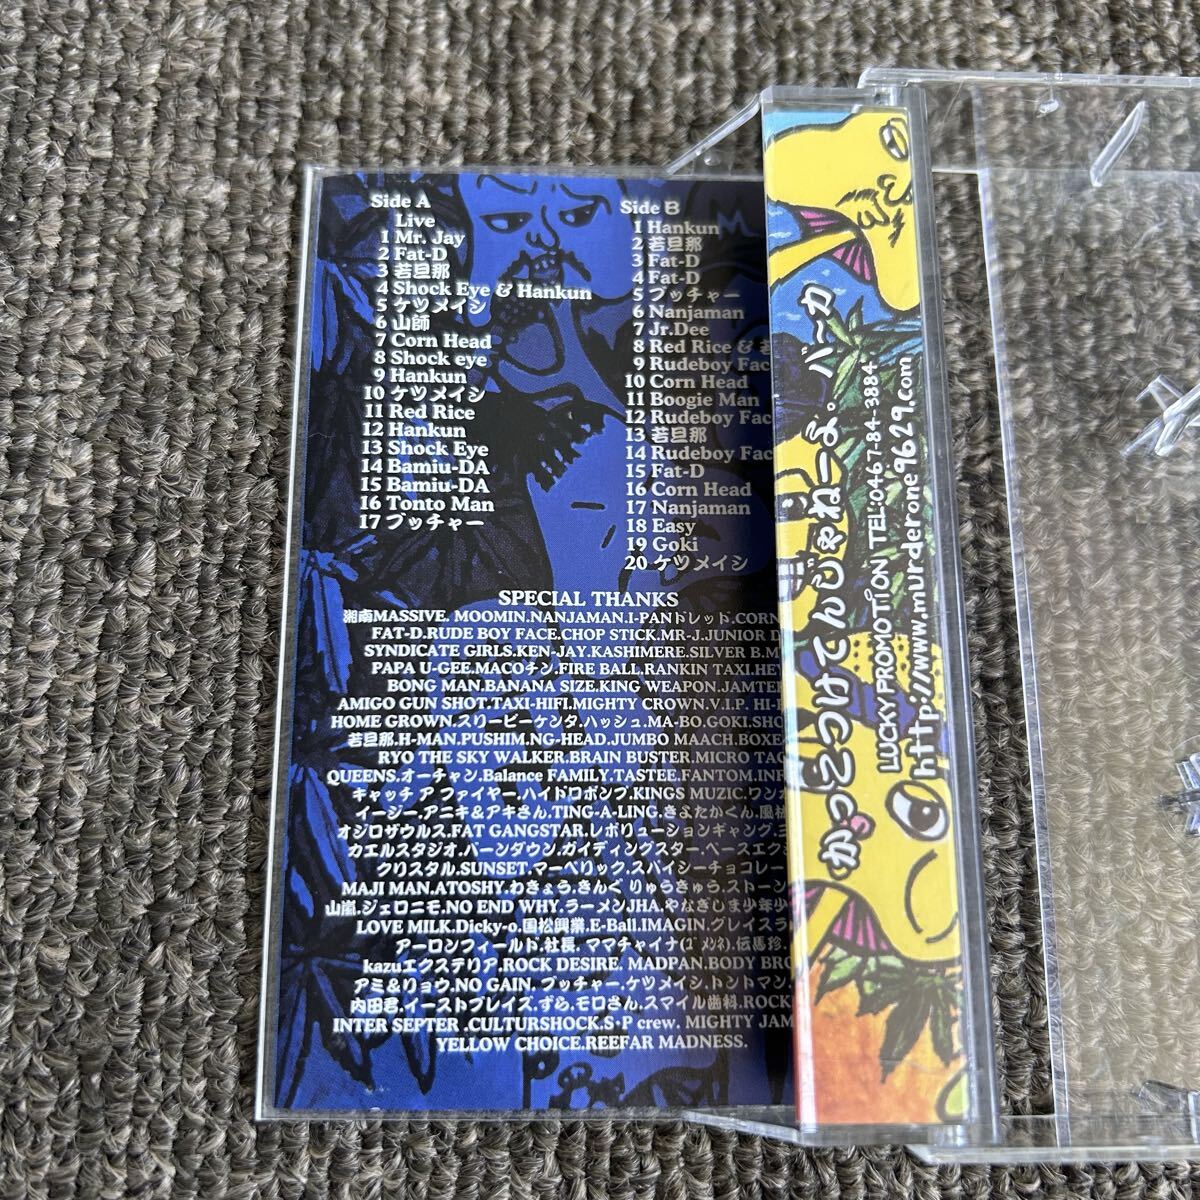 Side A
Live
1 Mr. Jay
2 Fat-D
3 若旦那
4 Shock Eye & Hankun
5 ケツメイシ
6 山師
7 Corn Head
8 Shock eye
9 Hankun
10 ケツメイシ
11 Red Rice
12 Hankun
13 Shock Eye
14 Bamiu-DA
15 Bamiu-DA
16 Tonto Man
17 ブッチャー
Side B
1 Hankun
2 若旦那
3 Fat-D
4 Fat-D
5 ブッチャー
6 Nanjaman
7 Jr.Dee
8 Red Rice & 若
9 Rudeboy Fac
10 Corn Head
11 Boogie Man
12 Rudeboy Fac
13 若旦那
14 Rudeboy Fac
15 Fat-D
16 Corn Head
17 Nanjaman
18 Easy
19 Goki
20 ケツメイシ
SPECIAL THANKS
湘南MASSIVE. MOOMIN.NANJAMAN.I-PANドレッド.CORN
FAT-D.RUDE BOY FACE.CHOP STICK.MR-J.JUNIOR D
SYNDICATE GIRLS.KEN-JAY.KASHIMERE.SILVER B.M
PAPA U-GEE.MACOチン.FIRE BALL.RANKIN TAXI.HEY
BONG MAN.BANANA SIZE.KING WEAPON.JAMTE
AMIGO GUN SHOT.TAXI-HIFI.MIGHTY CROWN.V.I.P. HI-
HOME GROWN.スリーピーケンタ.ハッシュ.MA-BO.GOKI.SHO
若旦那.H-MAN.PUSHIM.NG-HEAD.JUMBO MAACH.BOXEA
RYO THE SKY WALKER.BRAIN BUSTER.MICRO TAC
QUEENS.オーチャン.Balance FAMILY.TASTEE.FANTOM.INF
キャッチ ア ファイヤー.ハイドロポンプ.KINGS MUZIC.ワンガ
イージー.アニキ&アキさん.TING-A-LING.きよたかくん.風林
オジロザウルス.FAT GANGSTAR.レボリューションギャング.三
カエルスタジオ.バーンダウン.ガイディングスター.ベースエクシ
クリスタル.SUNSET.マーベリック.スパイシーチョコレー
MAJI MAN.ATOSHY.わきょう.きんぐ りゅうきゅう.ストーン
山嵐.ジェロニモ.NO END WHY.ラーメンJHA.やなぎしま少年少
LOVE MILK.Dicky-o.国松興業.E-Ball.IMAGIN.グレイスラ
アーロンフィールド.社長. ママチャイナ(ｺﾞﾒﾝﾈ).伝馬珍.
kazuエクステリア.ROCK DESIRE. MADPAN.BODY BRO
アミ&リョウ.NO GAIN. ブッチャー.ケツメイシ.トントマン.
内田君.イーストブレイズ.ずら.モロさん.スマイル歯科.ROCK
INTER SEPTER .CULTURSHOCK.S・P crew. MIGHTY JAM
YELLOW CHOICE.REEFAR MADNESS.
かっこつけてんじゃねーよ。バーカ
LUCKY PROMOTION TEL:0467-84-3884
http://www.murderone9629.com